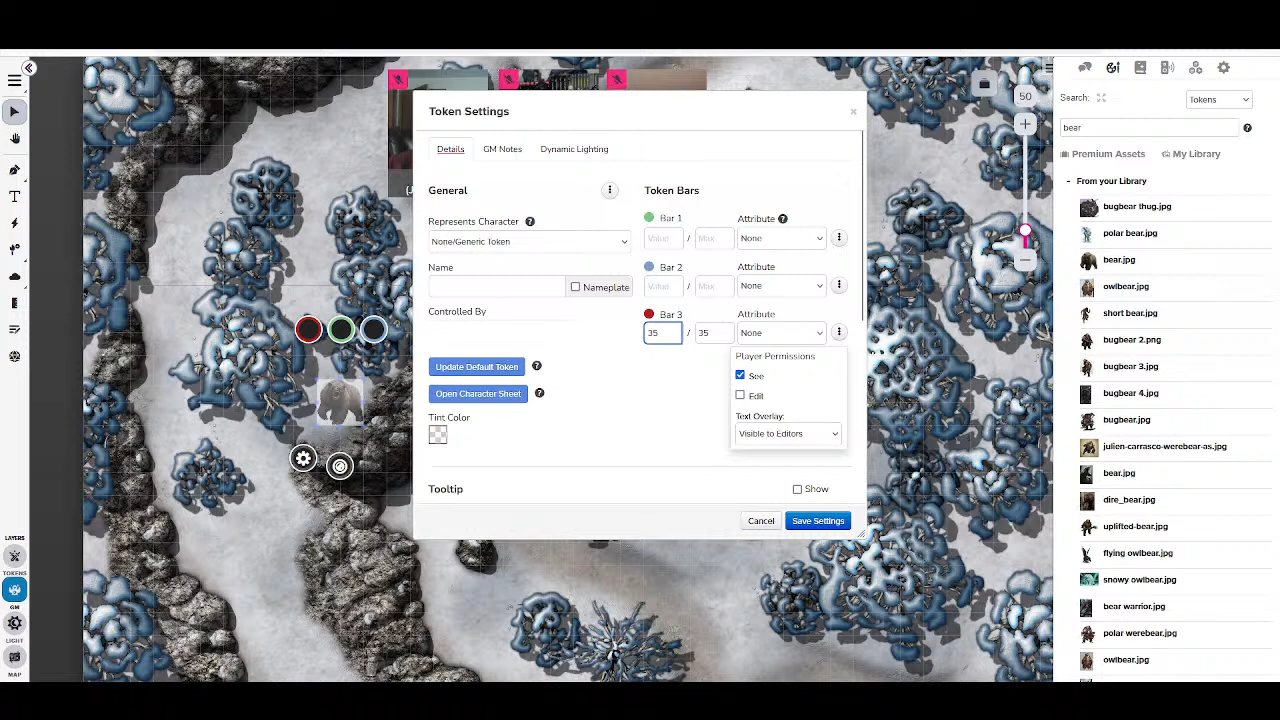 Token Settings
×
Details
GM Notes
Dynamic Lighting
General
Represents Character ?
None/Generic Token
Name
Nameplate
Controlled By
Update Default Token ?
Open Character Sheet ?
Tint Color
Token Bars
Bar 1
Attribute ?
Value / Max
None
Bar 2
Attribute
Value / Max
None
Bar 3
Attribute
35 / 35
None
Player Permissions
See
Edit
Text Overlay:
Visible to Editors
Tooltip
Show
Cancel
Save Settings
LAYERS
TOKENS
GM
LIGHT
MAP
50
Search:
Tokens
bear
?
Premium Assets
My Library
From your Library
bugbear thug.jpg
polar bear.jpg
bear.jpg
owlbear.jpg
short bear.jpg
bugbear 2.png
bugbear 3.jpg
bugbear 4.jpg
bugbear.jpg
julien-carrasco-werebear-as.jpg
bear.jpg
dire_bear.jpg
uplifted-bear.jpg
flying owlbear.jpg
snowy owlbear.jpg
bear warrior.jpg
polar werebear.jpg
owlbear.jpg